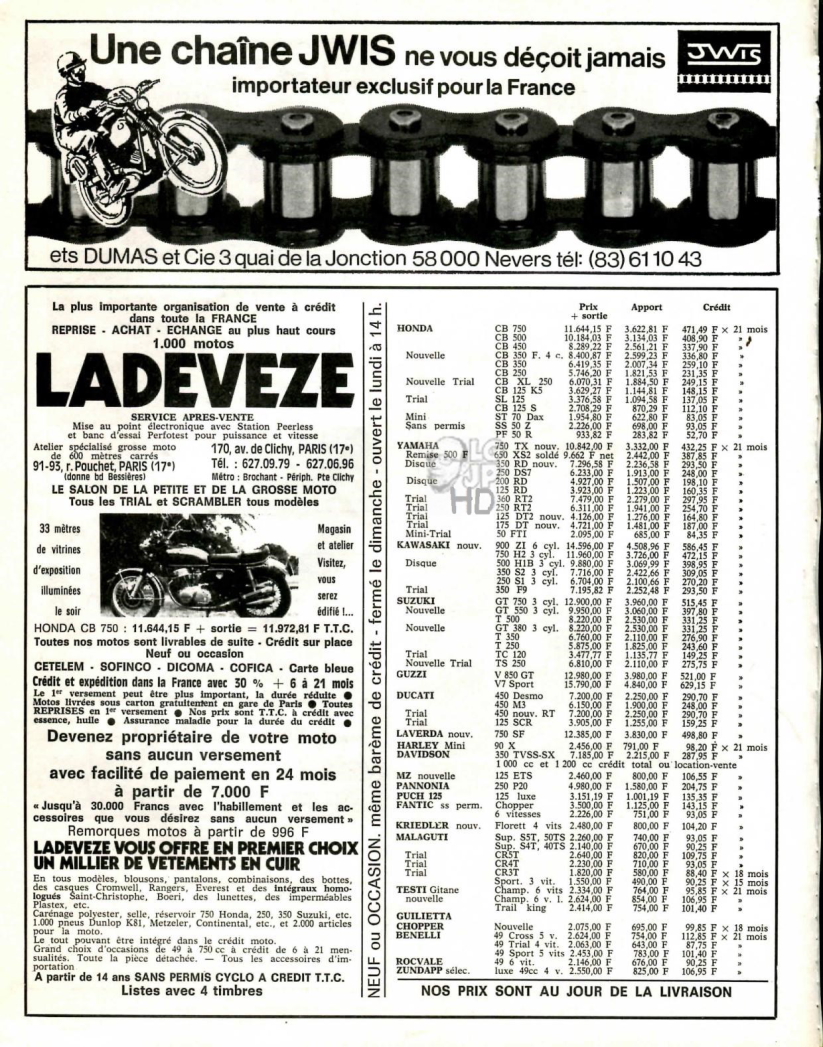 Une chaîne JWIS ne vous déçoit jamais
importateur exclusif pour la France
JWIS
ets DUMAS et Cie 3 quai de la Jonction 58000 Nevers tél: (83) 61 10 43
La plus importante organisation de vente à crédit
dans toute la FRANCE
REPRISE - ACHAT - ECHANGE au plus haut cours
1.000 motos
LADEVEZE
SERVICE APRES-VENTE
Mise au point électronique avec Station Peerless
et banc d'essai Perfotest pour puissance et vitesse
Atelier spécialisé grosse moto
de 600 mètres carrés
91-93, r. Pouchet, PARIS (17e)
(donne bd Bessières)
170, av. de Clichy, PARIS (17e)
Tél. : 627.09.79 - 627.06.96
Métro : Brochant - Périph. Pte Clichy
LE SALON DE LA PETITE ET DE LA GROSSE MOTO
Tous les TRIAL et SCRAMBLER tous modèles
33 mètres
de vitrines
d'exposition
illuminées
le soir
Magasin
et atelier
Visitez,
vous
serez
édifié !...
HONDA CB 750 : 11.644,15 F + sortie = 11.972,81 F T.T.C.
Toutes nos motos sont livrables de suite - Crédit sur place
Neuf ou occasion
CETELEM - SOFINCO - DICOMA - COFICA - Carte bleue
Crédit et expédition dans la France avec 30 % + 6 à 21 mois
Le 1er versement peut être plus important, la durée réduite ●
Motos livrées sous carton gratuitement en gare de Paris ● Toutes
REPRISES en 1er versement ● Nos prix sont T.T.C. à crédit avec
essence, huile ● Assurance maladie pour la durée du crédit ●
Devenez propriétaire de votre moto
sans aucun versement
avec facilité de paiement en 24 mois
à partir de 7.000 F
« Jusqu'à 30.000 Francs avec l'habillement et les ac-
cessoires que vous désirez sans aucun versement »
Remorques motos à partir de 996 F
LADEVEZE VOUS OFFRE EN PREMIER CHOIX
UN MILLIER DE VETEMENTS EN CUIR
En tous modèles, blousons, pantalons, combinaisons, des bottes,
des casques Cromwell, Rangers, Everest et des intégraux homo-
logués Saint-Christophe, Boeri, des lunettes, des imperméables
Plastex, etc.
Carénage polyester, selle, réservoir 750 Honda, 250, 350 Suzuki, etc.
1.000 pneus Dunlop K81, Metzeler, Continental, etc., et 2.000 articles
pour la moto.
Le tout pouvant être intégré dans le crédit moto.
Grand choix d'occasions de 49 à 750 cc à crédit de 6 à 21 men-
sualités. Toute la pièce détachée. — Tous les accessoires d'im-
portation
A partir de 14 ans SANS PERMIS CYCLO A CREDIT T.T.C.
Listes avec 4 timbres
NEUF ou OCCASION. même barème de crédit - fermé le dimanche - ouvert le lundi à 14 h.
Prix + sortie Apport Crédit
HONDA CB 750 11.644,15 F 3.622,81 F 471,49 F × 21 mois
CB 500 10.184,03 F 3.134,03 F 408,90 F »
CB 450 8.289,22 F 2.561,21 F 337,90 F »
Nouvelle CB 350 F. 4 c. 8.400,87 F 2.599,23 F 336,80 F »
CB 350 6.419,35 F 2.007,34 F 259,10 F »
CB 250 5.746,20 F 1.821,53 F 231,35 F »
Nouvelle Trial CB XL 250 6.070,31 F 1.884,50 F 249,15 F »
CB 125 K5 3.629,27 F 1.144,81 F 148,15 F »
Trial SL 125 3.376,58 F 1.094,58 F 137,05 F »
CB 125 S 2.708,29 F 870,29 F 112,10 F »
Mini ST 70 Dax 1.954,80 F 622,80 F 83,05 F »
Sans permis SS 50 Z 2.226,00 F 698,00 F 93,05 F »
PF 50 R 933,82 F 283,82 F 52,70 F »
YAMAHA 750 TX nouv. 10.842,00 F 3.332,00 F 432,25 F × 21 mois
Remise 500 F 650 XS2 soldé 9.662 F net 2.442,00 F 387,85 F »
Disque 350 RD nouv. 7.296,58 F 2.236,58 F 293,50 F »
250 DS7 6.233,00 F 1.913,00 F 248,00 F »
Disque 200 RD 4.927,00 F 1.507,00 F 198,10 F »
125 RD 3.923,00 F 1.223,00 F 160,35 F »
Trial 360 RT2 7.479,00 F 2.279,00 F 297,95 F »
Trial 250 RT2 6.311,00 F 1.941,00 F 254,70 F »
Trial 125 DT2 nouv. 4.126,00 F 1.276,00 F 164,80 F »
Trial 175 DT nouv. 4.721,00 F 1.481,00 F 187,00 F »
Mini-Trial 50 FTI 2.095,00 F 685,00 F 84,35 F »
KAWASAKI nouv. 900 ZI 6 cyl. 14.596,00 F 4.508,96 F 586,45 F »
750 H2 3 cyl. 11.960,00 F 3.726,00 F 472,15 F »
Disque 500 H1B 3 cyl. 9.880,00 F 3.069,99 F 398,95 F »
350 S2 3 cyl. 7.716,00 F 2.422,66 F 309,05 F »
250 S1 3 cyl. 6.704,00 F 2.100,66 F 270,20 F »
Trial 350 F9 7.195,82 F 2.252,48 F 293,50 F »
SUZUKI GT 750 3 cyl. 12.900,00 F 3.960,00 F 515,45 F »
Nouvelle GT 550 3 cyl. 9.950,00 F 3.060,00 F 397,80 F »
T 500 8.220,00 F 2.530,00 F 331,25 F »
Nouvelle GT 380 3 cyl. 8.220,00 F 2.530,00 F 331,25 F »
T 350 6.760,00 F 2.110,00 F 276,90 F »
T 250 5.875,00 F 1.825,00 F 243,60 F »
Trial TC 120 3.477,77 F 1.135,77 F 149,25 F »
Nouvelle Trial TS 250 6.810,00 F 2.110,00 F 275,75 F »
GUZZI V 850 GT 12.980,00 F 3.980,00 F 521,00 F »
V7 Sport 15.790,00 F 4.840,00 F 629,15 F »
DUCATI 450 Desmo 7.200,00 F 2.250,00 F 290,70 F »
450 M3 6.150,00 F 1.900,00 F 248,00 F »
Trial 450 nouv. RT 7.200,00 F 2.250,00 F 290,70 F »
Trial 125 SCR 3.905,00 F 1.255,00 F 159,25 F »
LAVERDA nouv. 750 SF 12.385,00 F 3.830,00 F 498,80 F »
HARLEY Mini 90 X 2.456,00 F 791,00 F 98,20 F × 21 mois
DAVIDSON 350 TVSS-SX 7.185,00 F 2.215,00 F 287,95 F »
1 000 cc et 1 200 cc crédit total ou location-vente
MZ nouvelle 125 ETS 2.460,00 F 800,00 F 106,55 F »
PANNONIA 250 P20 4.980,00 F 1.580,00 F 204,75 F »
PUCH 125 125 luxe 3.151,19 F 1.001,19 F 135,35 F »
FANTIC ss perm. Chopper 3.500,00 F 1.125,00 F 143,15 F »
6 vitesses 2.226,00 F 751,00 F 93,05 F »
KRIEDLER nouv. Florett 4 vits 2.480,00 F 800,00 F 104,20 F »
MALAGUTI Sup. S5T, 50TS 2.260,00 F 740,00 F 93,05 F »
Sup. S4T, 40TS 2.140,00 F 670,00 F 90,25 F »
Trial CR5T 2.640,00 F 820,00 F 109,75 F »
Trial CR4T 2.230,00 F 710,00 F 93,05 F »
Trial CR3T 1.820,00 F 580,00 F 88,40 F × 18 mois
Sport. 3 vit. 1.550,00 F 490,00 F 90,25 F × 15 mois
TESTI Gitane Champ. 6 vits 2.334,00 F 764,00 F 95,85 F × 21 mois
nouvelle Champ. 6 v. l. 2.624,00 F 854,00 F 106,95 F »
Trail king 2.414,00 F 754,00 F 101,40 F »
GUILIETTA
CHOPPER Nouvelle 2.075,00 F 695,00 F 99,85 F × 18 mois
BENELLI 49 Cross 5 v. 2.624,00 F 754,00 F 112,85 F × 21 mois
49 Trial 4 vit. 2.063,00 F 643,00 F 87,75 F »
49 Sport 5 vits 2.453,00 F 783,00 F 101,40 F »
ROCVALE 49 6 vit. 2.146,00 F 676,00 F 90,25 F »
ZUNDAPP sélec. luxe 49cc 4 v. 2.550,00 F 825,00 F 106,95 F »
NOS PRIX SONT AU JOUR DE LA LIVRAISON